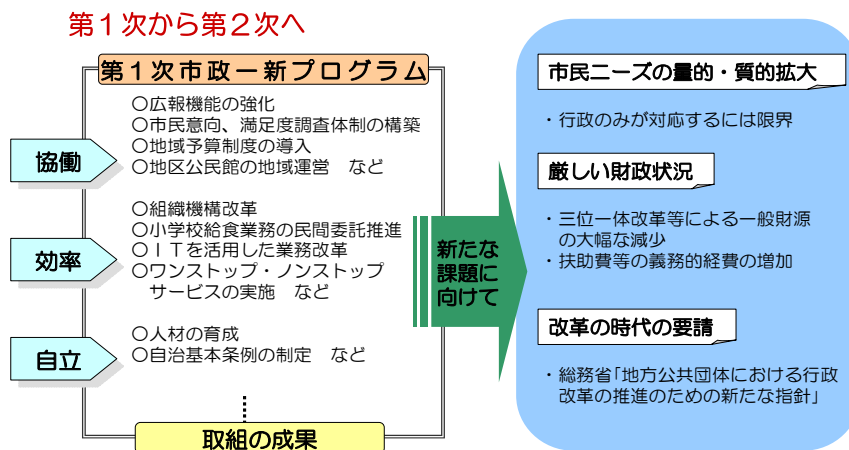 第１次から第２次へ
第１次市政一新プログラム
協働
○広報機能の強化
○市民意向、満足度調査体制の構築
○地域予算制度の導入
○地区公民館の地域運営　など
効率
○組織機構改革
○小学校給食業務の民間委託推進
○ＩＴを活用した業務改革
○ワンストップ・ノンストップ
サービスの実施　など
自立
○人材の育成
○自治基本条例の制定　など
取組の成果
新たな
課題に
向けて
市民ニーズの量的・質的拡大
・行政のみが対応するには限界
厳しい財政状況
・三位一体改革等による一般財源
の大幅な減少
・扶助費等の義務的経費の増加
改革の時代の要請
・総務省「地方公共団体における行政
改革の推進のための新たな指針」